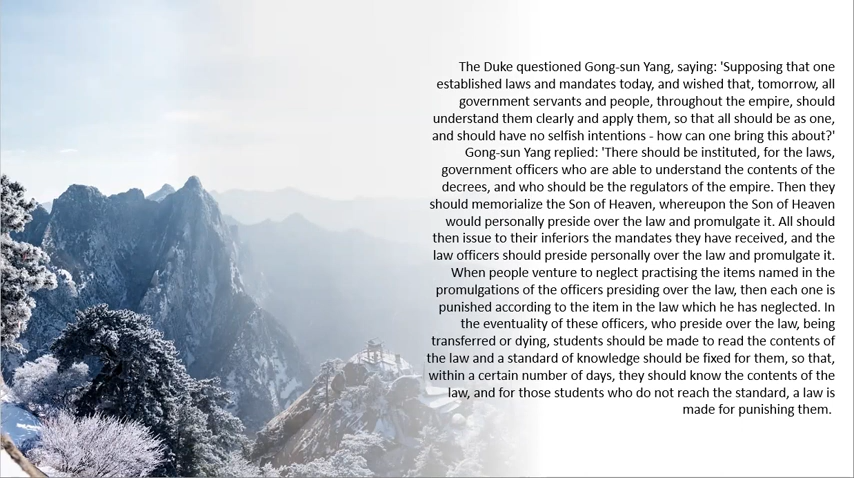 The Duke questioned Gong-sun Yang, saying: 'Supposing that one
established laws and mandates today, and wished that, tomorrow, all
government servants and people, throughout the empire, should
understand them clearly and apply them, so that all should be as one,
and should have no selfish intentions - how can one bring this about?'
Gong-sun Yang replied: 'There should be instituted, for the laws,
government officers who are able to understand the contents of the
decrees, and who should be the regulators of the empire. Then they
should memorialize the Son of Heaven, whereupon the Son of Heaven
would personally preside over the law and promulgate it. All should
then issue to their inferiors the mandates they have received, and the
law officers should preside personally over the law and promulgate it.
When people venture to neglect practising the items named in the
promulgations of the officers presiding over the law, then each one is
punished according to the item in the law which he has neglected. In
the eventuality of these officers, who preside over the law, being
transferred or dying, students should be made to read the contents of
the law and a standard of knowledge should be fixed for them, so that,
within a certain number of days, they should know the contents of the
law, and for those students who do not reach the standard, a law is
made for punishing them.